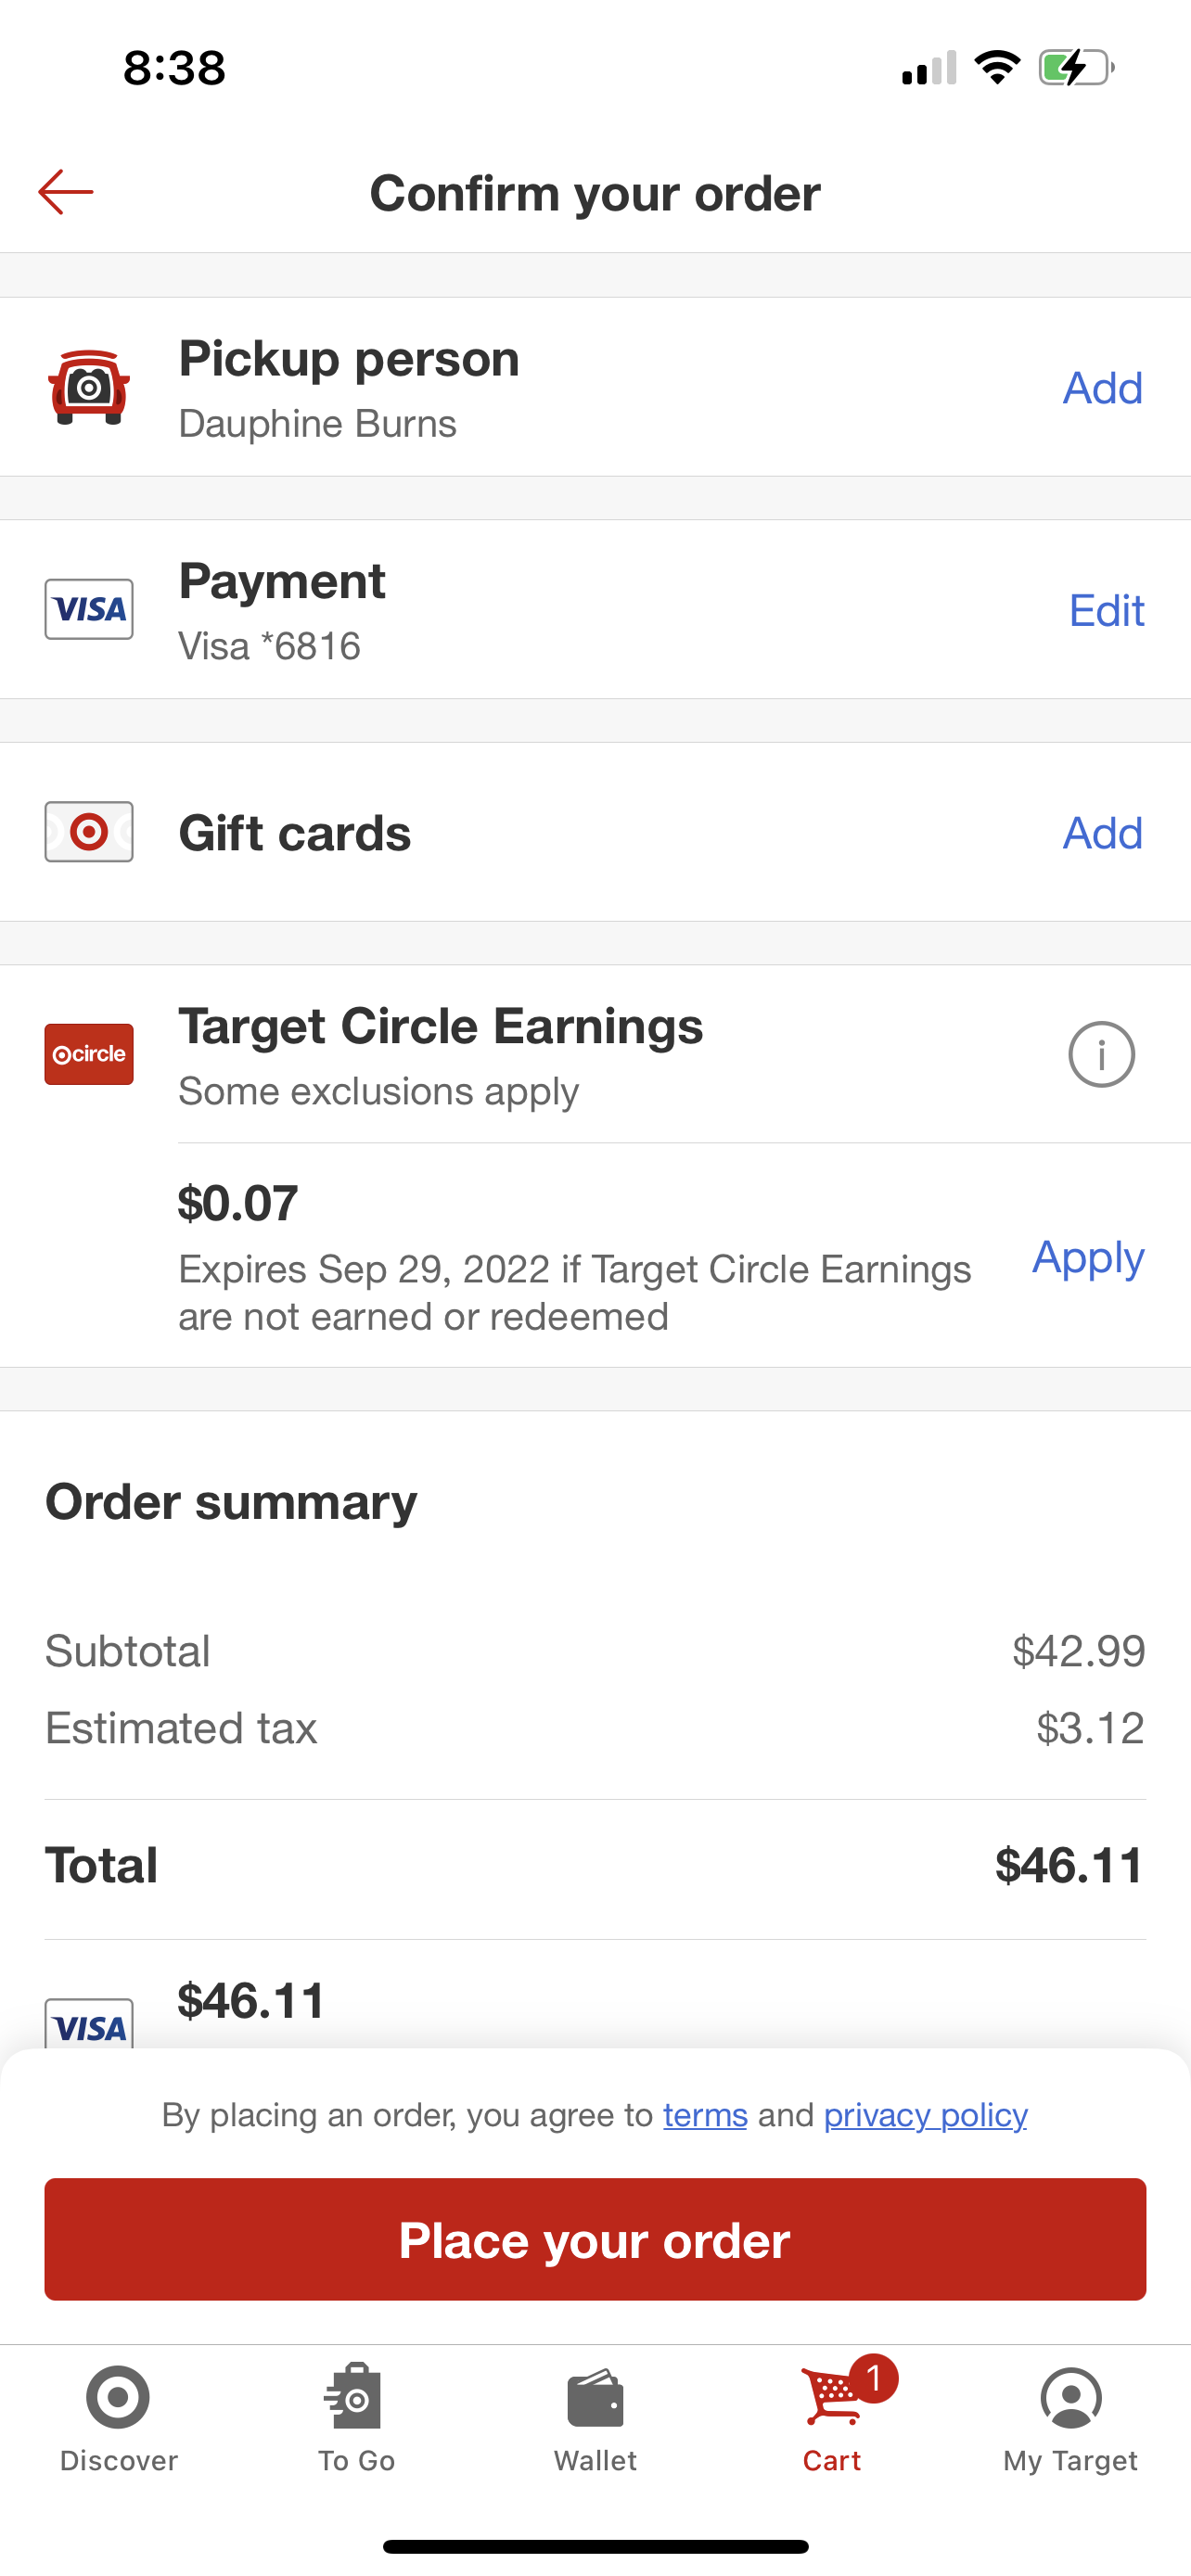 8:38
Confirm your order
Pickup person
Dauphine Burns
Add
VISA
Payment
Visa *6816
Edit
Gift cards
Add
circle
Target Circle Earnings
Some exclusions apply
i
$0.07
Expires Sep 29, 2022 if Target Circle Earnings
are not earned or redeemed
Apply
Order summary
Subtotal $42.99
Estimated tax $3.12
Total $46.11
VISA
$46.11
By placing an order, you agree to terms and privacy policy
Place your order
1
Discover To Go Wallet Cart My Target